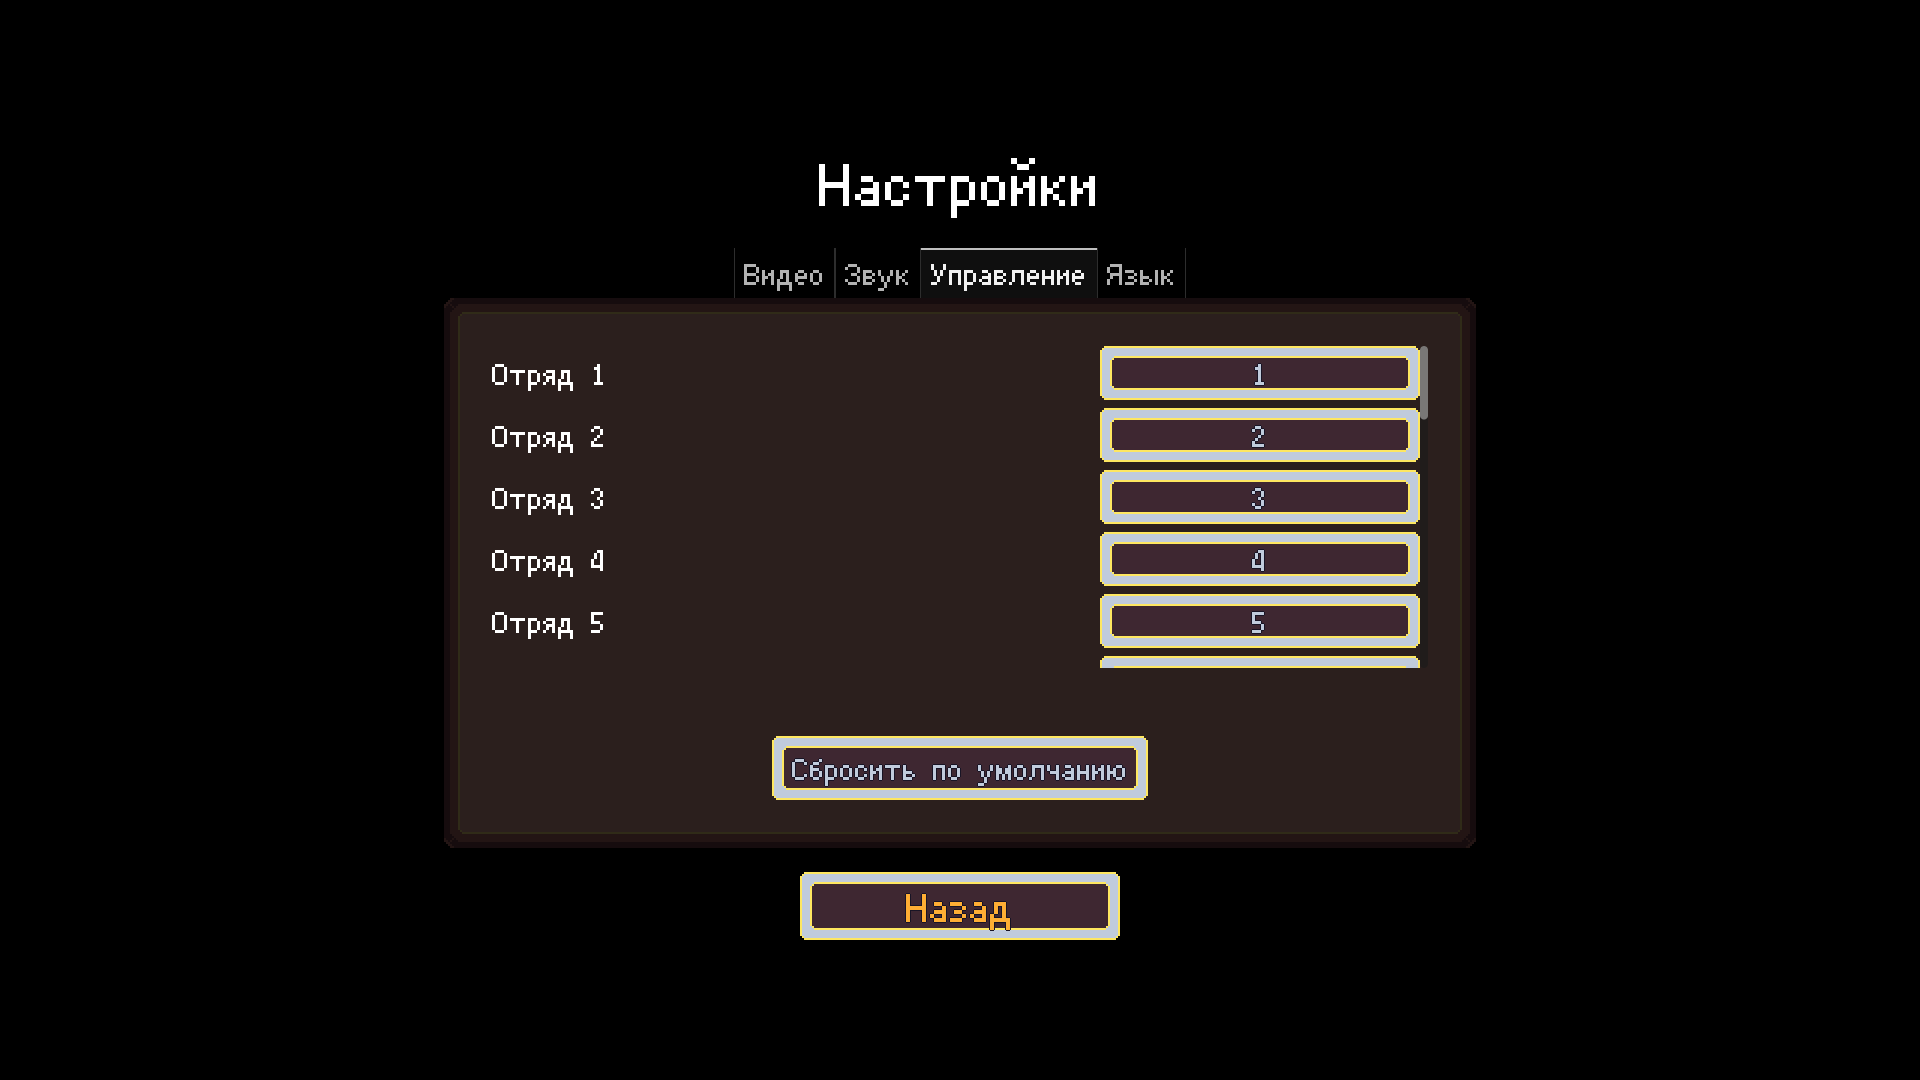 Настройки
Видео Звук Управление Язык
Отряд 1 1
Отряд 2 2
Отряд 3 3
Отряд 4 4
Отряд 5 5
Сбросить по умолчанию
Назад